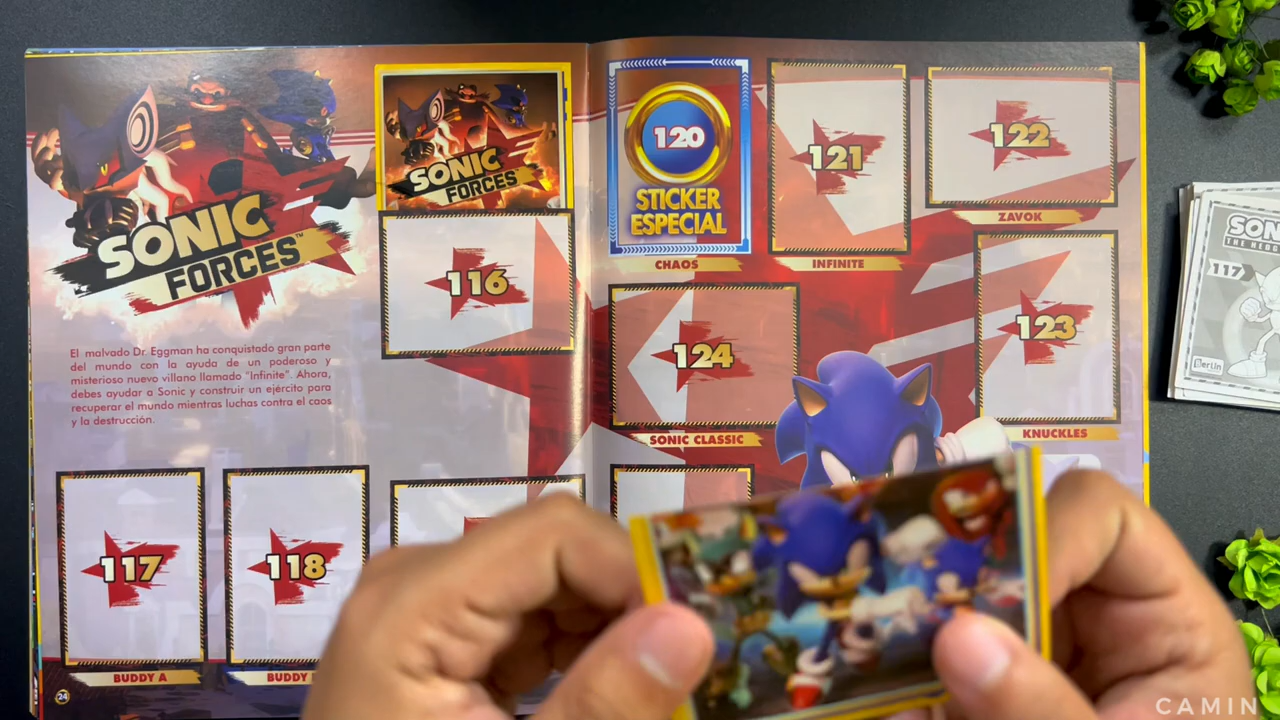 SONIC
FORCES™
El malvado Dr. Eggman ha conquistado gran parte
del mundo con la ayuda de un poderoso y
misterioso nuevo villano llamado "Infinite". Ahora,
debes ayudar a Sonic y construir un ejército para
recuperar el mundo mientras luchas contra el caos
y la destrucción.
SONIC
FORCES
116
117
BUDDY A
118
BUDDY
24
120
STICKER
ESPECIAL
CHAOS
121
INFINITE
122
ZAVOK
123
KNUCKLES
124
SONIC CLASSIC
SON
117
Berlin
CAMIN